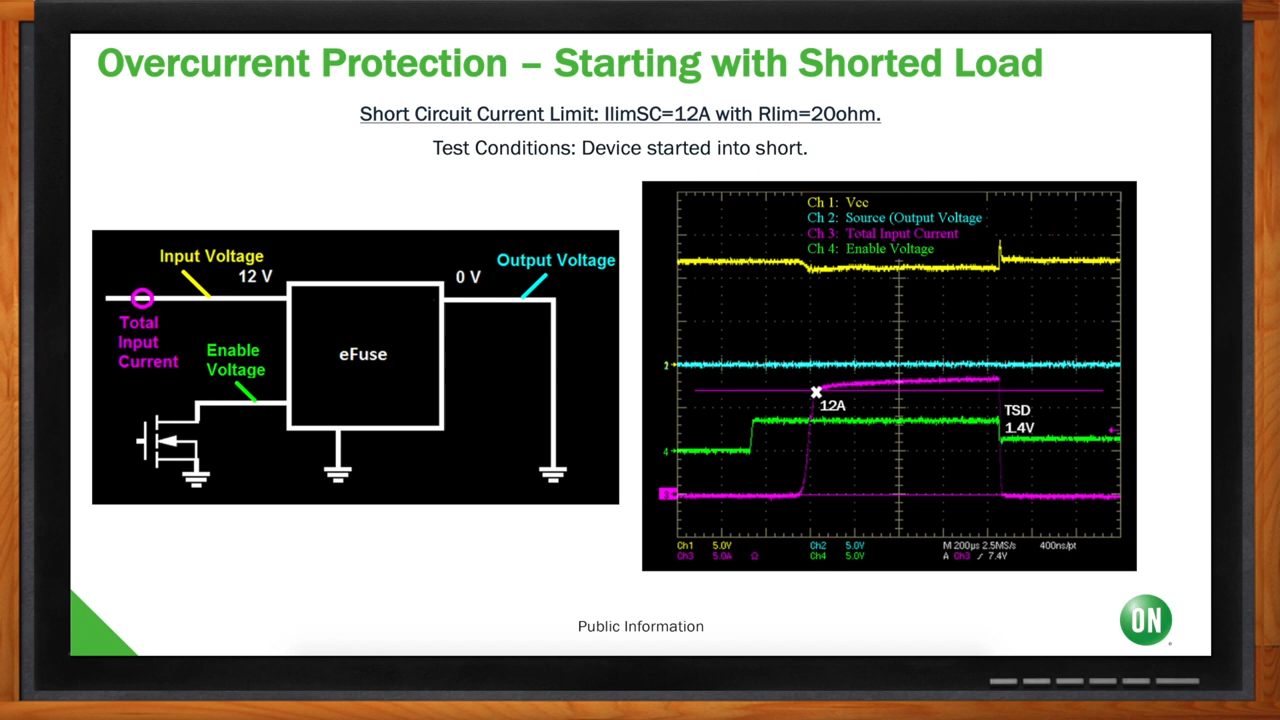 Overcurrent Protection – Starting with Shorted Load
Short Circuit Current Limit: IlimSC=12A with Rlim=20ohm.
Test Conditions: Device started into short.
Input Voltage
12 V
0 V
Output Voltage
Total
Input
Current
Enable
Voltage
eFuse
Ch 1: Vcc
Ch 2: Source (Output Voltage
Ch 3: Total Input Current
Ch 4: Enable Voltage
2
12A
TSD
1.4V
4
3
Ch1 5.0V Ch2 5.0V M 200µs 2.5MS/s 400ns/pt
Ch3 5.0A Ω Ch4 5.0V A Ch3 / 7.4V
Public Information
ON